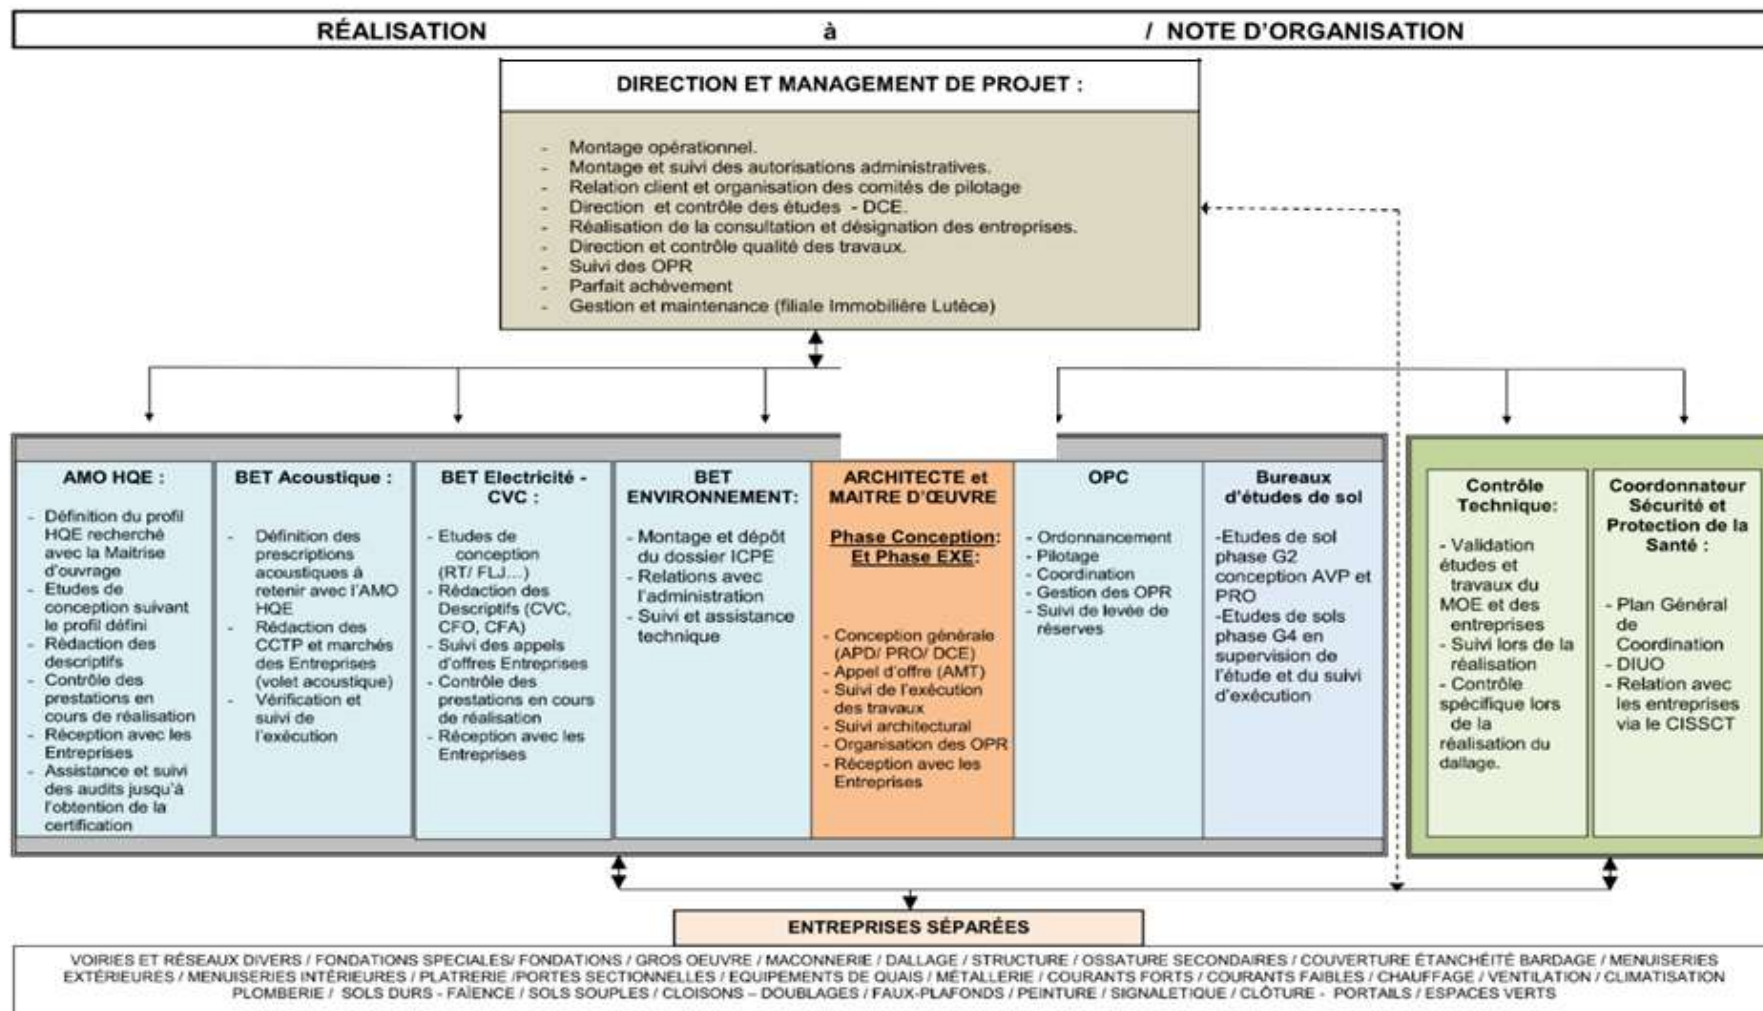 RÉALISATION à / NOTE D'ORGANISATION
DIRECTION ET MANAGEMENT DE PROJET :
- Montage opérationnel.
- Montage et suivi des autorisations administratives.
- Relation client et organisation des comités de pilotage
- Direction et contrôle des études - DCE.
- Réalisation de la consultation et désignation des entreprises.
- Direction et contrôle qualité des travaux.
- Suivi des OPR
- Parfait achèvement
- Gestion et maintenance (filiale Immobilière Lutèce)
AMO HQE :
- Définition du profil
HQE recherché
avec la Maitrise
d'ouvrage
- Etudes de
conception suivant
le profil défini
- Rédaction des
descriptifs
- Contrôle des
prestations en
cours de réalisation
- Réception avec les
Entreprises
- Assistance et suivi
des audits jusqu'à
l'obtention de la
certification
BET Acoustique :
- Définition des
prescriptions
acoustiques à
retenir avec l'AMO
HQE
- Rédaction des
CCTP et marchés
des Entreprises
(volet acoustique)
- Vérification et
suivi de
l'exécution
BET Electricité -
CVC :
- Etudes de
conception
(RT/ FLJ...)
- Rédaction des
Descriptifs (CVC,
CFO, CFA)
- Suivi des appels
d'offres Entreprises
- Contrôle des
prestations en cours
de réalisation
- Réception avec les
Entreprises
BET
ENVIRONNEMENT:
- Montage et dépôt
du dossier ICPE
- Relations avec
l'administration
- Suivi et assistance
technique
ARCHITECTE et
MAITRE D'ŒUVRE
Phase Conception:
Et Phase EXE:
- Conception générale
(APD/ PRO/ DCE)
- Appel d'offre (AMT)
- Suivi de l'exécution
des travaux
- Suivi architectural
- Organisation des OPR
- Réception avec les
Entreprises
OPC
- Ordonnancement
- Pilotage
- Coordination
- Gestion des OPR
- Suivi de levée de
réserves
Bureaux
d'études de sol
-Etudes de sol
phase G2
conception AVP et
PRO
-Etudes de sols
phase G4 en
supervision de
l'étude et du suivi
d'exécution
Contrôle
Technique:
- Validation
études et
travaux du
MOE et des
entreprises
- Suivi lors de la
réalisation
- Contrôle
spécifique lors
de la
réalisation du
dallage.
Coordonnateur
Sécurité et
Protection de la
Santé :
- Plan Général
de
Coordination
- DIUO
- Relation avec
les entreprises
via le CISSCT
ENTREPRISES SÉPARÉES
VOIRIES ET RÉSEAUX DIVERS / FONDATIONS SPECIALES/ FONDATIONS / GROS OEUVRE / MACONNERIE / DALLAGE / STRUCTURE / OSSATURE SECONDAIRES / COUVERTURE ÉTANCHÉITÉ BARDAGE / MENUISERIES
EXTÉRIEURES / MENUISERIES INTÉRIEURES / PLATRERIE /PORTES SECTIONNELLES / EQUIPEMENTS DE QUAIS / MÉTALLERIE / COURANTS FORTS / COURANTS FAIBLES / CHAUFFAGE / VENTILATION / CLIMATISATION
PLOMBERIE / SOLS DURS - FAÏENCE / SOLS SOUPLES / CLOISONS – DOUBLAGES / FAUX-PLAFONDS / PEINTURE / SIGNALETIQUE / CLÔTURE - PORTAILS / ESPACES VERTS